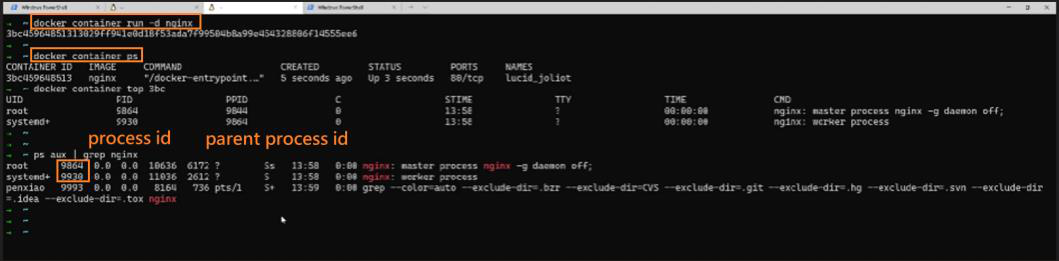 Windows PowerShell
Windows PowerShell
→ ~ docker container run -d nginx
→ ~
→ ~ docker container ps
CONTAINER ID IMAGE COMMAND CREATED STATUS PORTS NAMES
3bc459648513 nginx "/docker-entrypoint.…" 5 seconds ago Up 3 seconds 80/tcp lucid_joliot
→ ~ docker container top 3bc
UID PID PPID C STIME TTY TIME CMD
root 9864 9844 0 13:58 ? 00:00:00 nginx: master process nginx -g daemon off;
systemd+ 9930 9864 0 13:58 ? 00:00:00 nginx: worker process
→ ~
process id parent process id
→ ~
→ ~ ps aux | grep nginx
root 9864 0.0 0.0 10636 6172 ? Ss 13:58 0:00 nginx: master process nginx -g daemon off;
systemd+ 9930 0.0 0.0 11036 2612 ? S 13:58 0:00 nginx: worker process
penxiao 9993 0.0 0.0 8164 736 pts/1 S+ 13:59 0:00 grep --color=auto --exclude-dir=.bzr --exclude-dir=CVS --exclude-dir=.git --exclude-dir=.hg --exclude-dir=.svn --exclude-dir
=.idea --exclude-dir=.tox nginx
→ ~
→ ~
→ ~